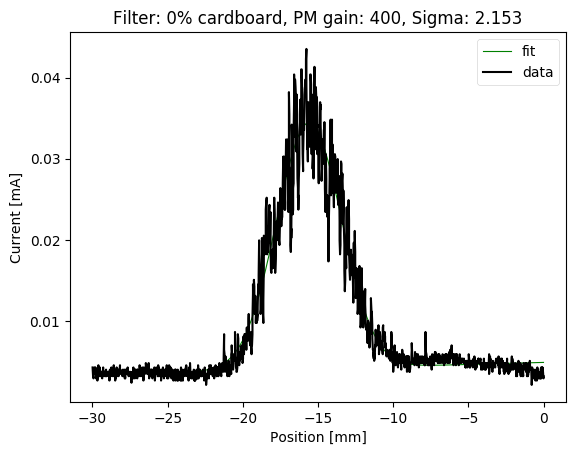 Filter: 0% cardboard, PM gain: 400, Sigma: 2.153
fit
data
Current [mA]
0.04
0.03
0.02
0.01
−30 −25 −20 −15 −10 −5 0
Position [mm]